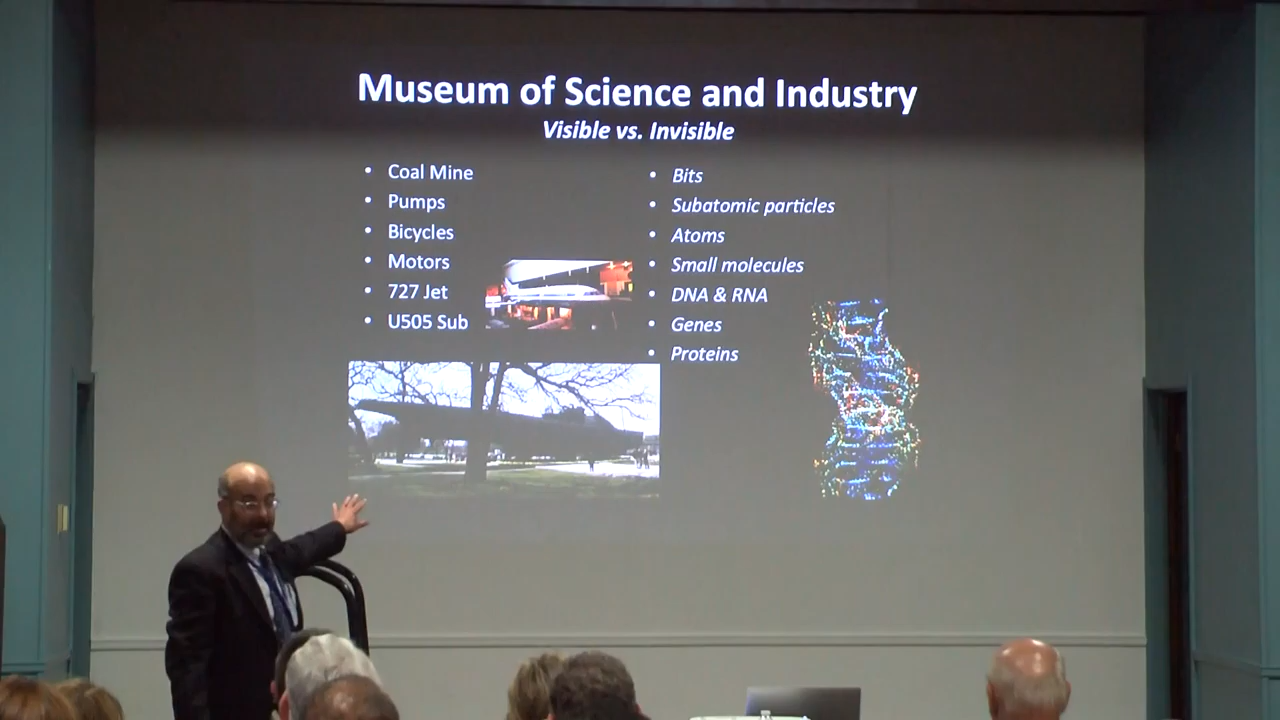 Museum of Science and Industry
Visible vs. Invisible
• Coal Mine
• Pumps
• Bicycles
• Motors
• 727 Jet
• U505 Sub
• Bits
• Subatomic particles
• Atoms
• Small molecules
• DNA & RNA
• Genes
• Proteins